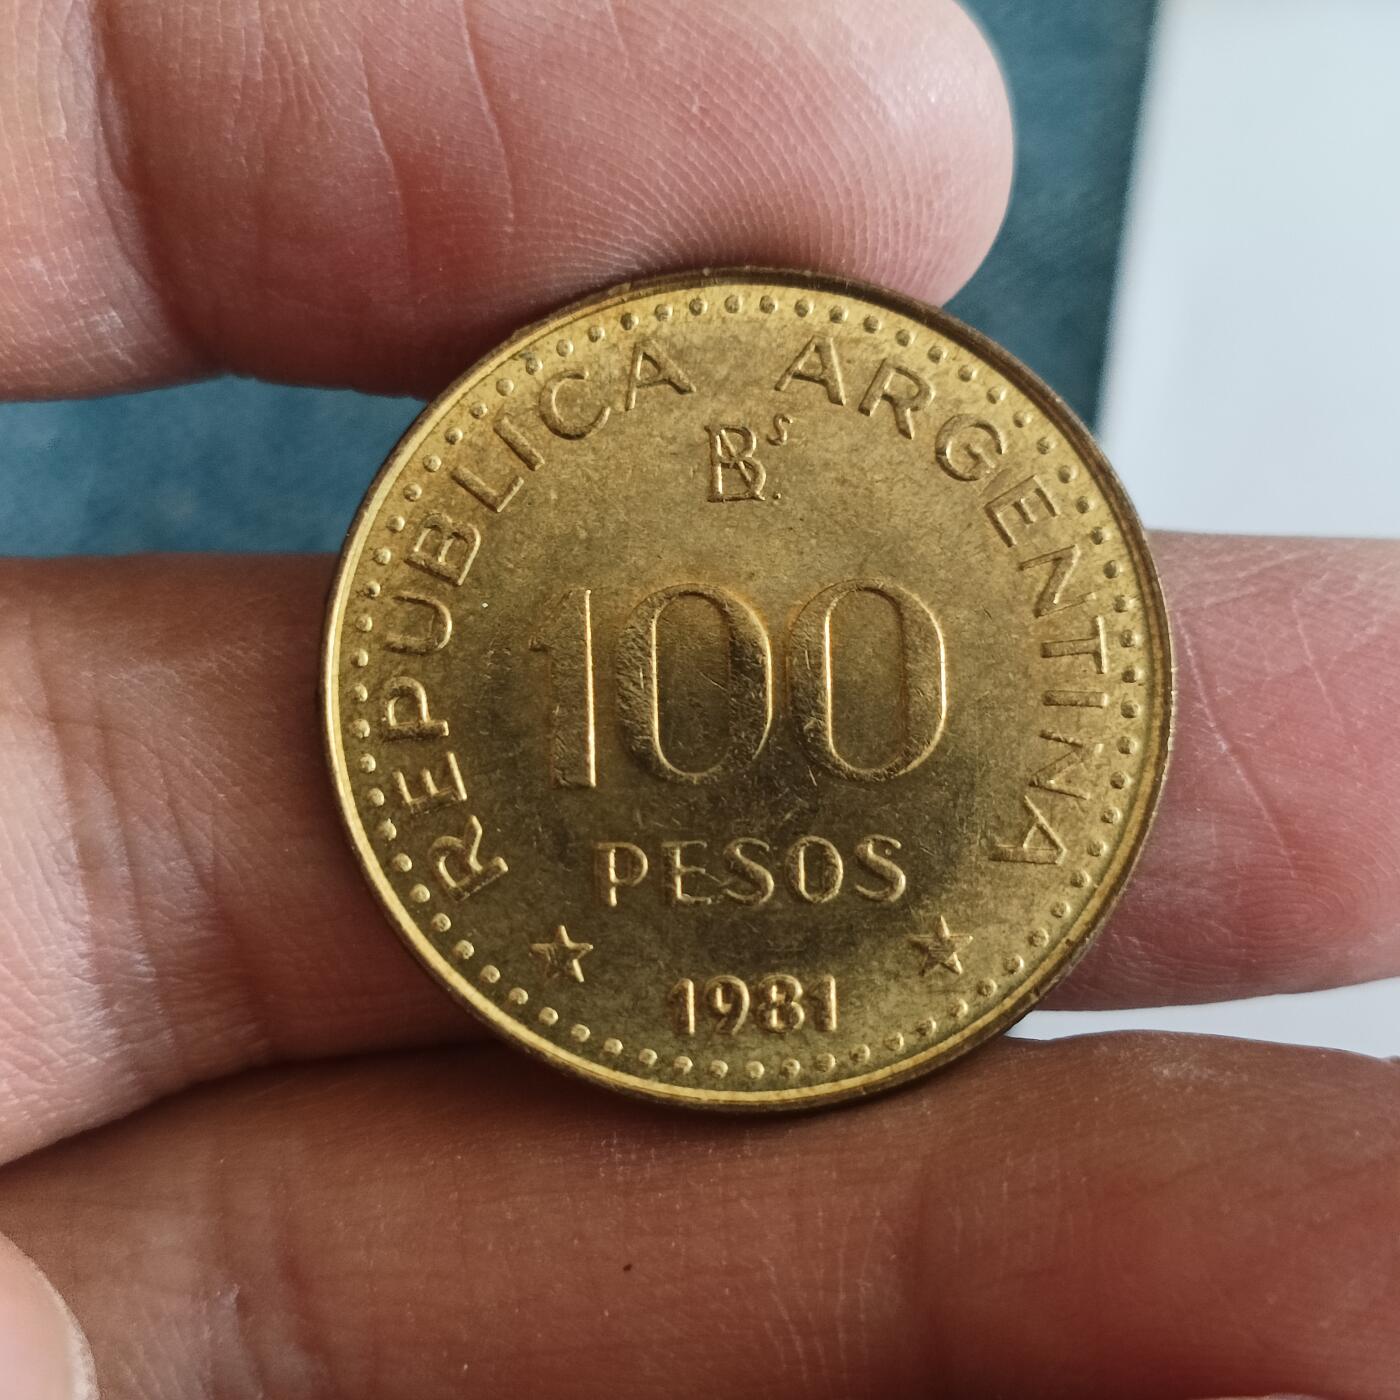 REPUBLICA ARGENTINA
Bs
100
PESOS
1981